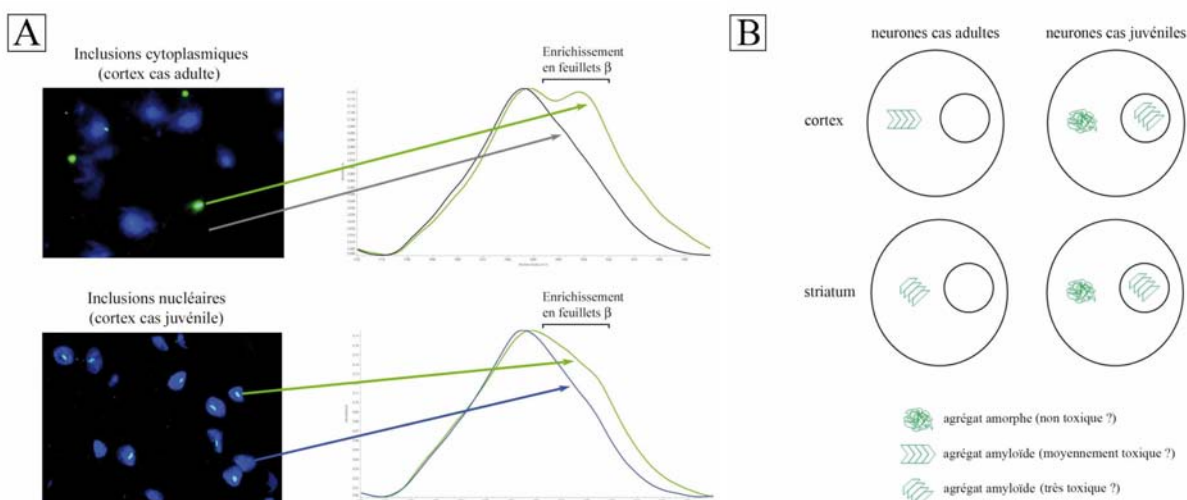 A
Inclusions cytoplasmiques
(cortex cas adulte)
Enrichissement
en feuillets β
Inclusions nucléaires
(cortex cas juvénile)
Enrichissement
en feuillets β
B
neurones cas adultes
neurones cas juvéniles
cortex
striatum
agrégat amorphe (non toxique ?)
agrégat amyloïde (moyennement toxique ?)
agrégat amyloïde (très toxique ?)